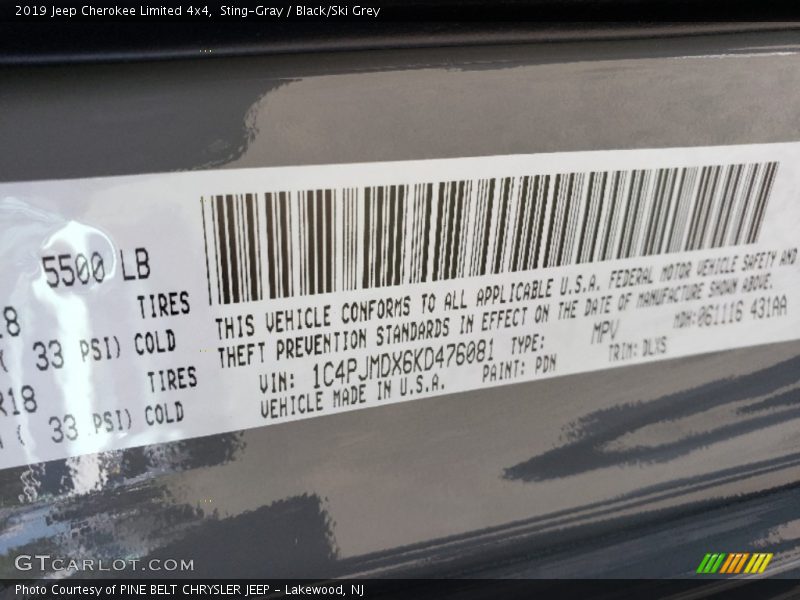 2019 Jeep Cherokee Limited 4x4, Sting-Gray / Black/Ski Grey
5500 LB
TIRES
33 PSI) COLD
R18 TIRES
( 33 PSI) COLD
THIS VEHICLE CONFORMS TO ALL APPLICABLE U.S.A. FEDERAL MOTOR VEHICLE SAFETY AND
THEFT PREVENTION STANDARDS IN EFFECT ON THE DATE OF MANUFACTURE SHOWN ABOVE.
VIN: 1C4PJMDX6KD476081 TYPE: MPV MDH:061116 431AA
VEHICLE MADE IN U.S.A. PAINT: PDN TRIM: DLXS
GTCARLOT.COM
Photo Courtesy of PINE BELT CHRYSLER JEEP - Lakewood, NJ